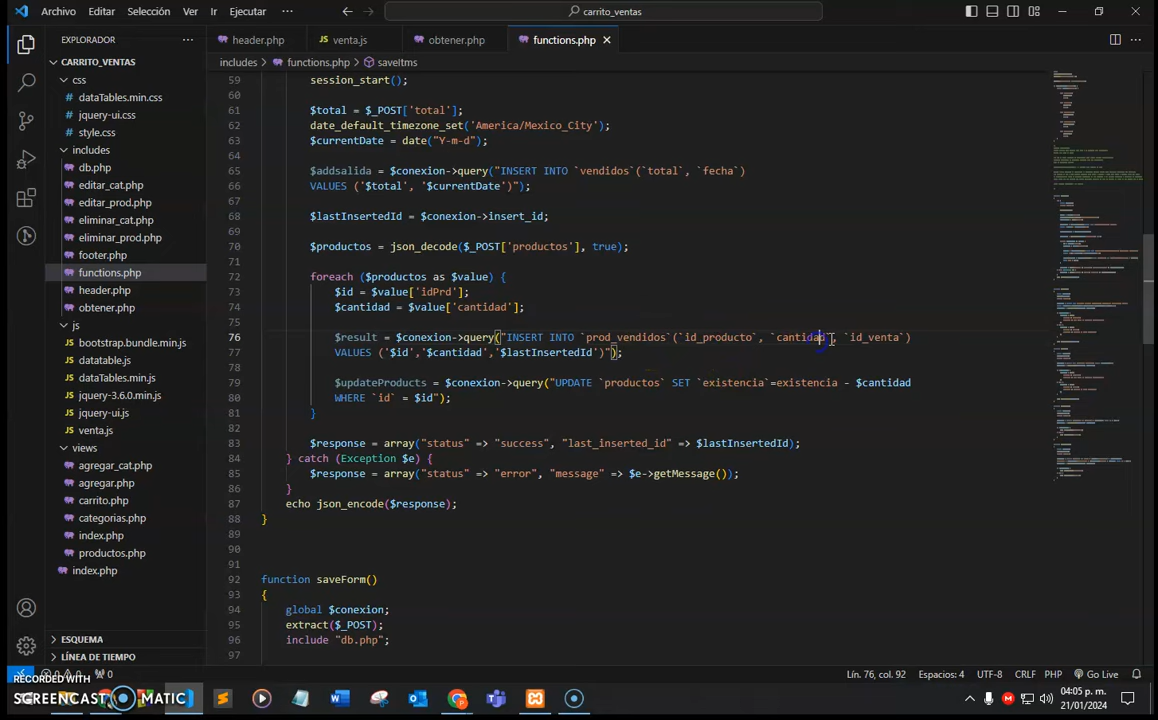 Archivo Editar Selección Ver Ir Ejecutar ··· carrito_ventas
EXPLORADOR ···
header.php venta.js obtener.php functions.php
CARRITO_VENTAS
includes > functions.php > saveItms
css
dataTables.min.css
jquery-ui.css
style.css
includes
db.php
editar_cat.php
editar_prod.php
eliminar_cat.php
eliminar_prod.php
footer.php
functions.php
header.php
obtener.php
js
bootstrap.bundle.min.js
datatable.js
dataTables.min.js
jquery-3.6.0.min.js
jquery-ui.js
venta.js
views
agregar_cat.php
agregar.php
carrito.php
categorias.php
index.php
productos.php
index.php
ESQUEMA
LÍNEA DE TIEMPO
59 session_start();
60
61 $total = $_POST['total'];
62 date_default_timezone_set('America/Mexico_City');
63 $currentDate = date("Y-m-d");
64
65 $addsalida = $conexion->query("INSERT INTO `vendidos`(`total`, `fecha`)
66 VALUES ('$total', '$currentDate')");
67
68 $lastInsertedId = $conexion->insert_id;
69
70 $productos = json_decode($_POST['productos'], true);
71
72 foreach ($productos as $value) {
73 $id = $value['idPrd'];
74 $cantidad = $value['cantidad'];
75
76 $result = $conexion->query("INSERT INTO `prod_vendidos`(`id_producto`, `cantidad`, `id_venta`)
77 VALUES ('$id','$cantidad','$lastInsertedId')");
78
79 $updateProductos = $conexion->query("UPDATE `productos` SET `existencia`=existencia - $cantidad
80 WHERE `id` = $id");
81 }
82
83 $response = array("status" => "success", "last_inserted_id" => $lastInsertedId);
84 } catch (Exception $e) {
85 $response = array("status" => "error", "message" => $e->getMessage());
86 }
87 echo json_encode($response);
88 }
89
90
91
92 function saveForm()
93 {
94 global $conexion;
95 extract($_POST);
96 include "db.php";
97
0 0 0 Lín. 76, col. 92 Espacios: 4 UTF-8 CRLF PHP Go Live
RECORDED WITH
SCREENCAST MATIC
04:05 p. m.
21/01/2024